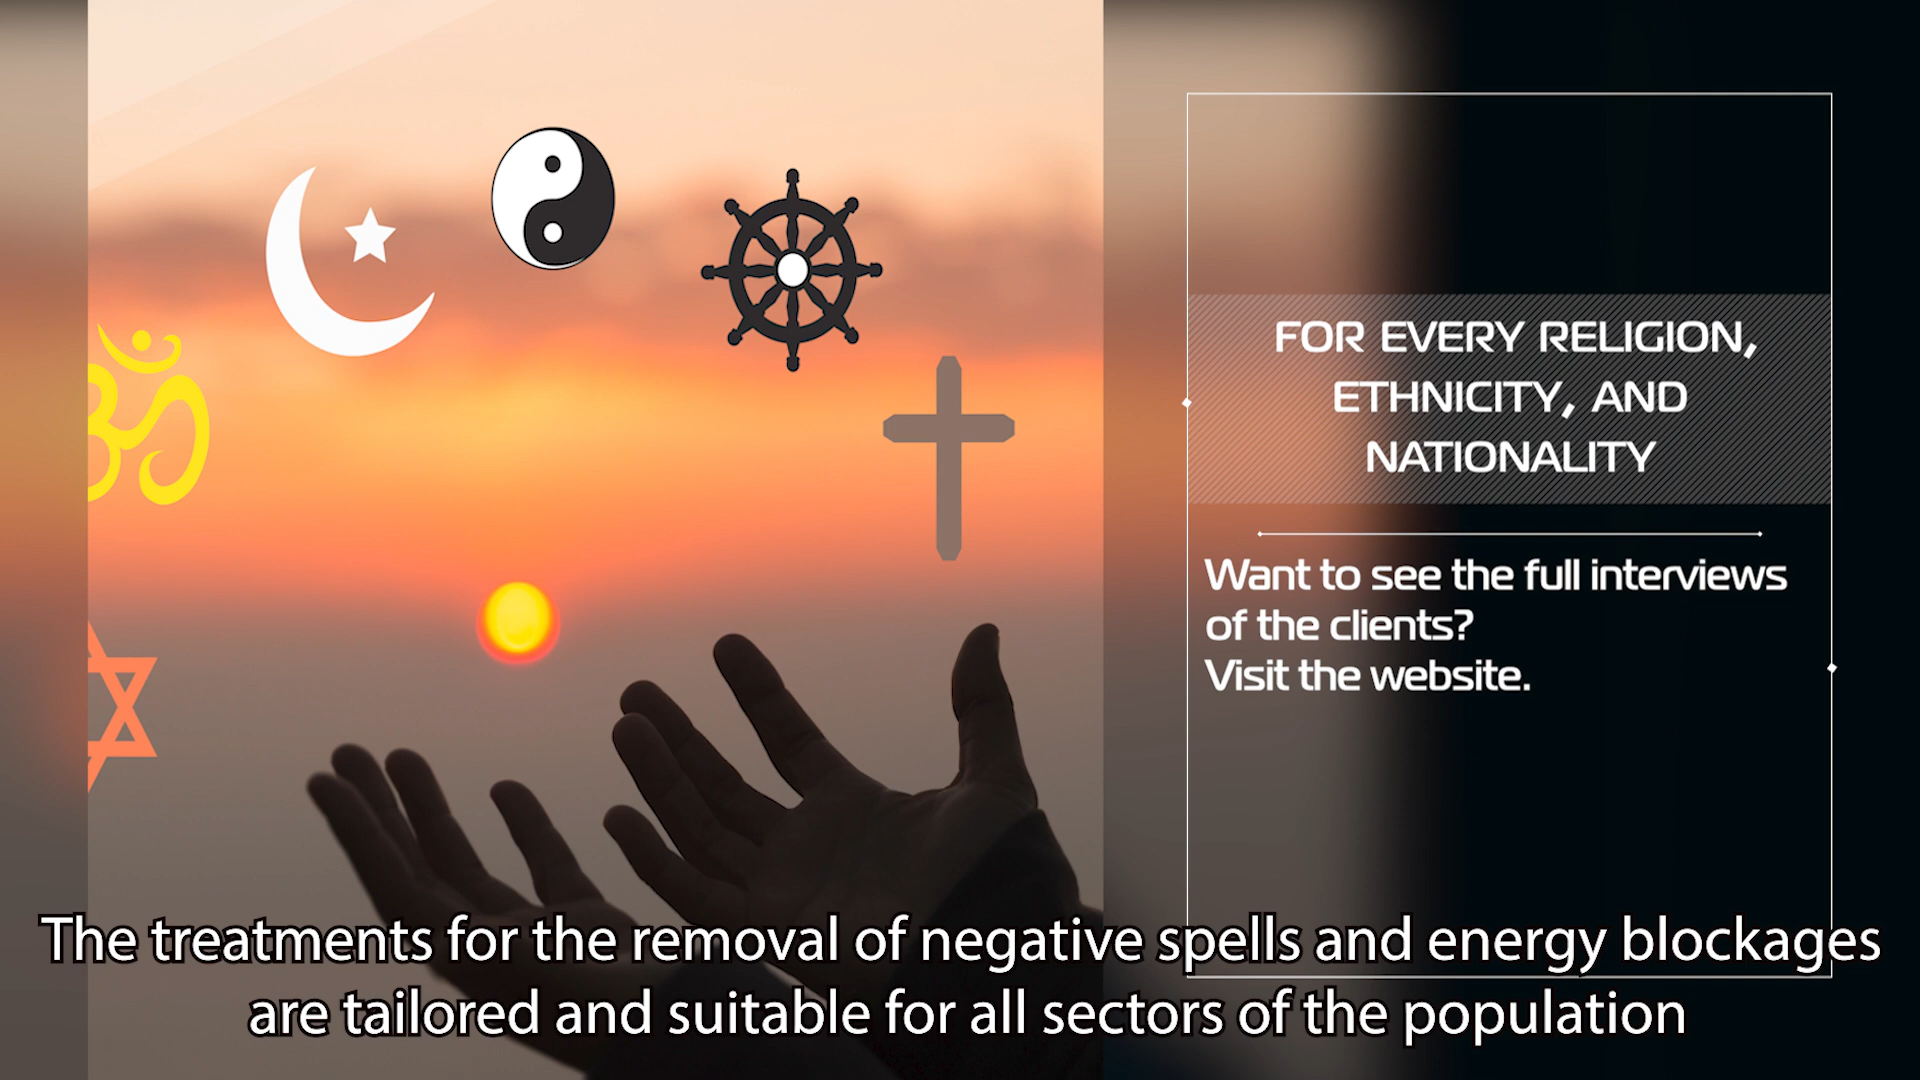 FOR EVERY RELIGION,
ETHNICITY, AND
NATIONALITY
Want to see the full interviews
of the clients?
Visit the website.
The treatments for the removal of negative spells and energy blockages
are tailored and suitable for all sectors of the population